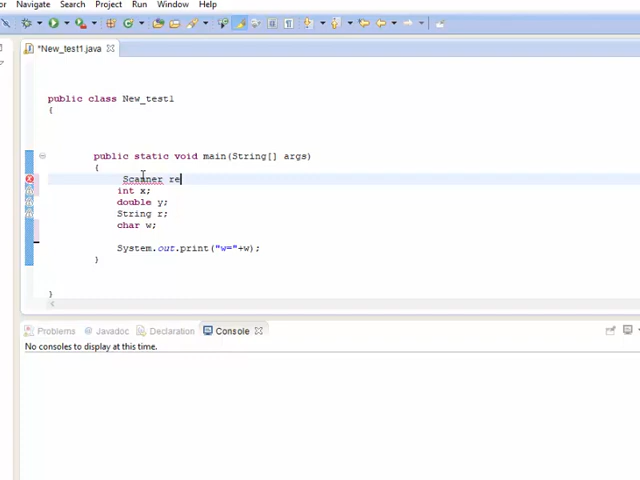 Navigate Search Project Run Window Help
*New_test1.java
public class New_test1
{
public static void main(String[] args)
{
Scanner re
int x;
double y;
String r;
char w;
System.out.print("w="+w);
}
}
Problems @ Javadoc Declaration Console
No consoles to display at this time.